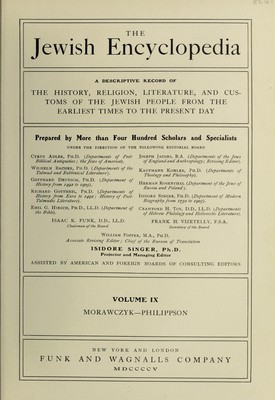 THE
Jewish Encyclopedia
A DESCRIPTIVE RECORD OF
THE HISTORY, RELIGION, LITERATURE, AND CUS-
TOMS OF THE JEWISH PEOPLE FROM THE
EARLIEST TIMES TO THE PRESENT DAY
Prepared by More than Four Hundred Scholars and Specialists
UNDER THE DIRECTION OF THE FOLLOWING EDITORIAL BOARD
CYRUS ADLER, PH.D. (Departments of Post-
Biblical Antiquities; the Jews of America).
WILHELM BACHER, PH.D. (Departments of the
Talmud and Rabbinical Literature).
GOTTHARD DEUTSCH, PH.D. (Department of
History from 1492 to 1905).
RICHARD GOTTHEIL, PH.D. (Departments of
History from Ezra to 1492; History of Post-
Talmudic Literature).
EMIL G. HIRSCH, PH.D., LL.D. (Department of
the Bible).
JOSEPH JACOBS, B.A. (Departments of the Jews
of England and Anthropology; Revising Editor).
KAUFMANN KOHLER, PH.D. (Departments of
Theology and Philosophy).
HERMAN ROSENTHAL (Department of the Jews of
Russia and Poland).
ISIDORE SINGER, PH.D. (Department of Modern
Biography from 1750 to 1905).
CRAWFORD H. TOY, D.D., LL.D. (Departments
of Hebrew Philology and Hellenistic Literature).
ISAAC K. FUNK, D.D., LL.D.
Chairman of the Board
FRANK H. VIZETELLY, F.S.A.
Secretary of the Board
WILLIAM POPPER, M.A., PH.D.
Associate Revising Editor; Chief of the Bureau of Translation
ISIDORE SINGER, Ph.D.
Projector and Managing Editor
ASSISTED BY AMERICAN AND FOREIGN BOARDS OF CONSULTING EDITORS
VOLUME IX
MORAWCZYK—PHILIPPSON
NEW YORK AND LONDON
FUNK AND WAGNALLS COMPANY
MDCCCCV